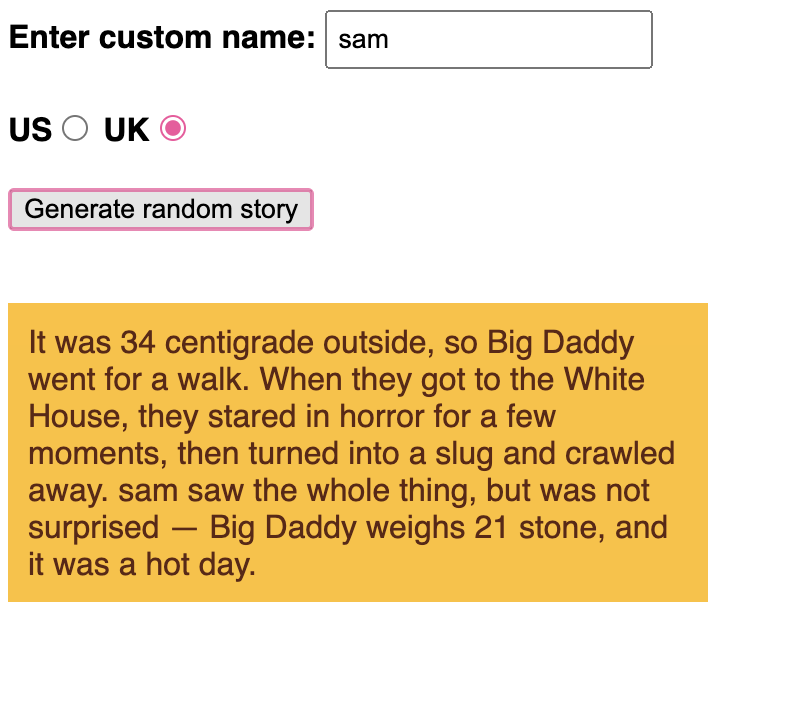 Enter custom name: sam
US UK
Generate random story
It was 34 centigrade outside, so Big Daddy
went for a walk. When they got to the White
House, they stared in horror for a few
moments, then turned into a slug and crawled
away. sam saw the whole thing, but was not
surprised — Big Daddy weighs 21 stone, and
it was a hot day.